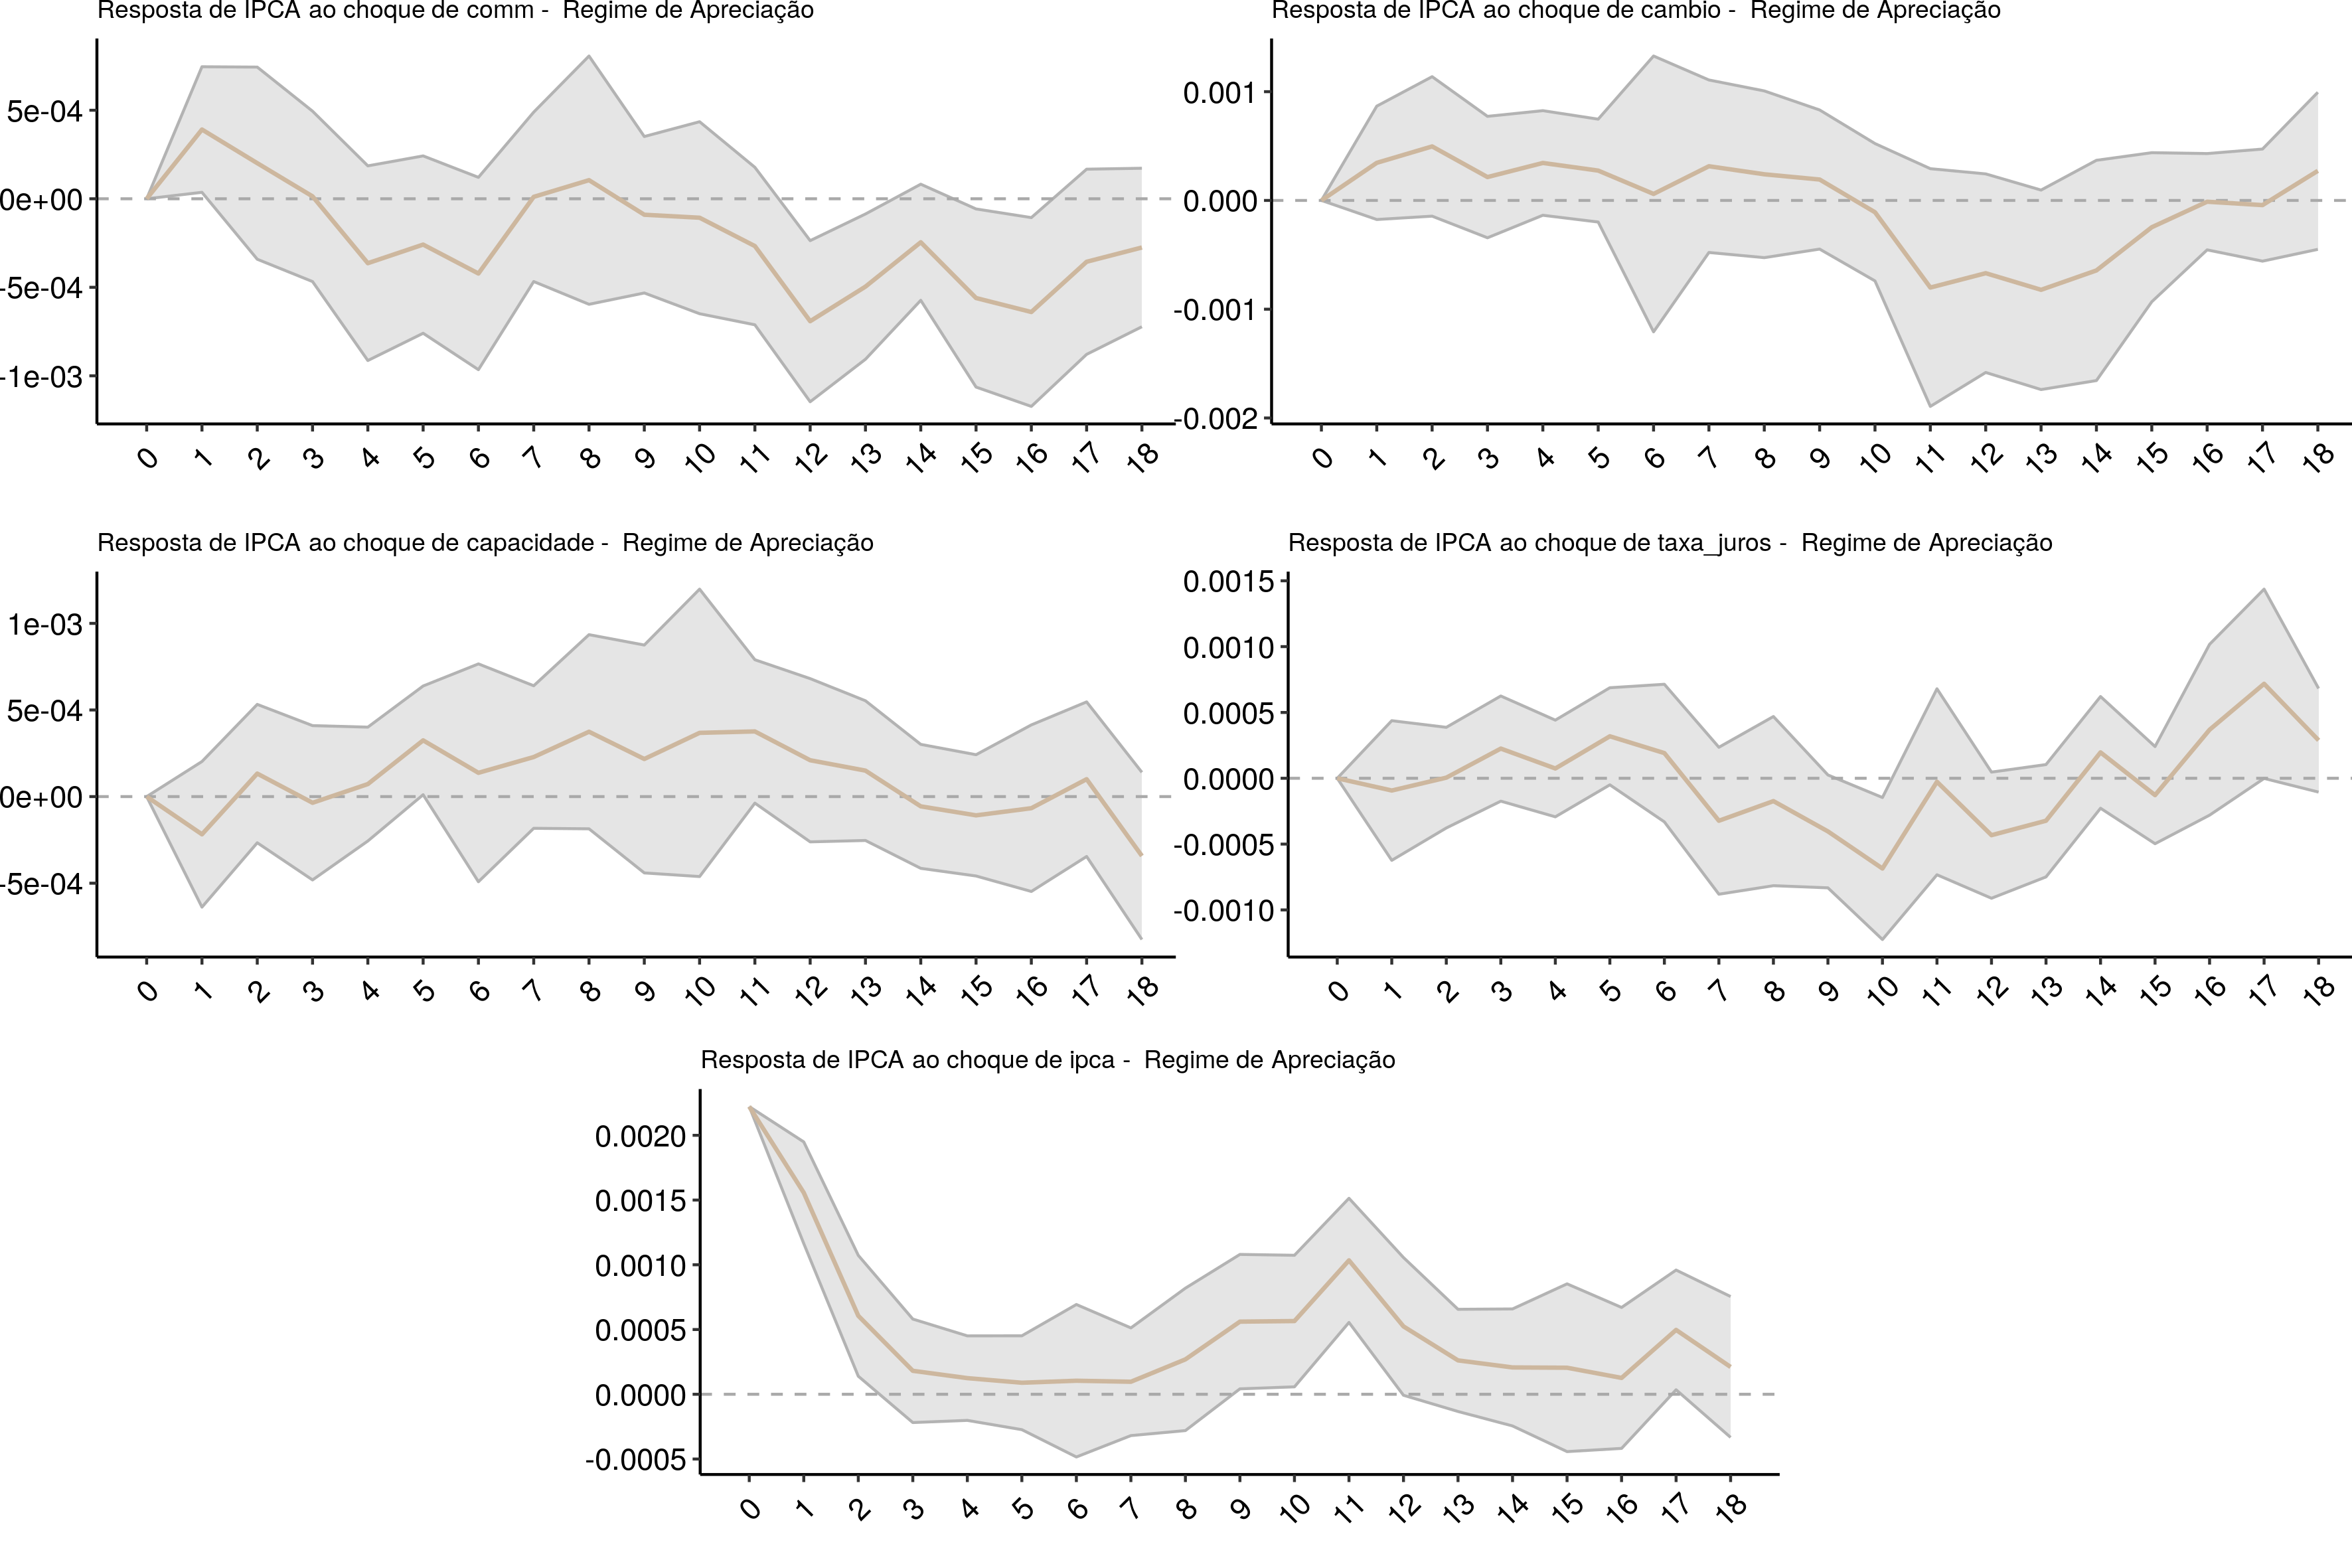 Resposta de IPCA ao choque de comm -  Regime de Apreciação
5e-04
0e+00
-5e-04
-1e-03
0 1 2 3 4 5 6 7 8 9 10 11 12 13 14 15 16 17 18
Resposta de IPCA ao choque de cambio -  Regime de Apreciação
0.001
0.000
-0.001
-0.002
0 1 2 3 4 5 6 7 8 9 10 11 12 13 14 15 16 17 18
Resposta de IPCA ao choque de capacidade -  Regime de Apreciação
1e-03
5e-04
0e+00
-5e-04
0 1 2 3 4 5 6 7 8 9 10 11 12 13 14 15 16 17 18
Resposta de IPCA ao choque de taxa_juros -  Regime de Apreciação
0.0015
0.0010
0.0005
0.0000
-0.0005
-0.0010
0 1 2 3 4 5 6 7 8 9 10 11 12 13 14 15 16 17 18
Resposta de IPCA ao choque de ipca -  Regime de Apreciação
0.0020
0.0015
0.0010
0.0005
0.0000
-0.0005
0 1 2 3 4 5 6 7 8 9 10 11 12 13 14 15 16 17 18